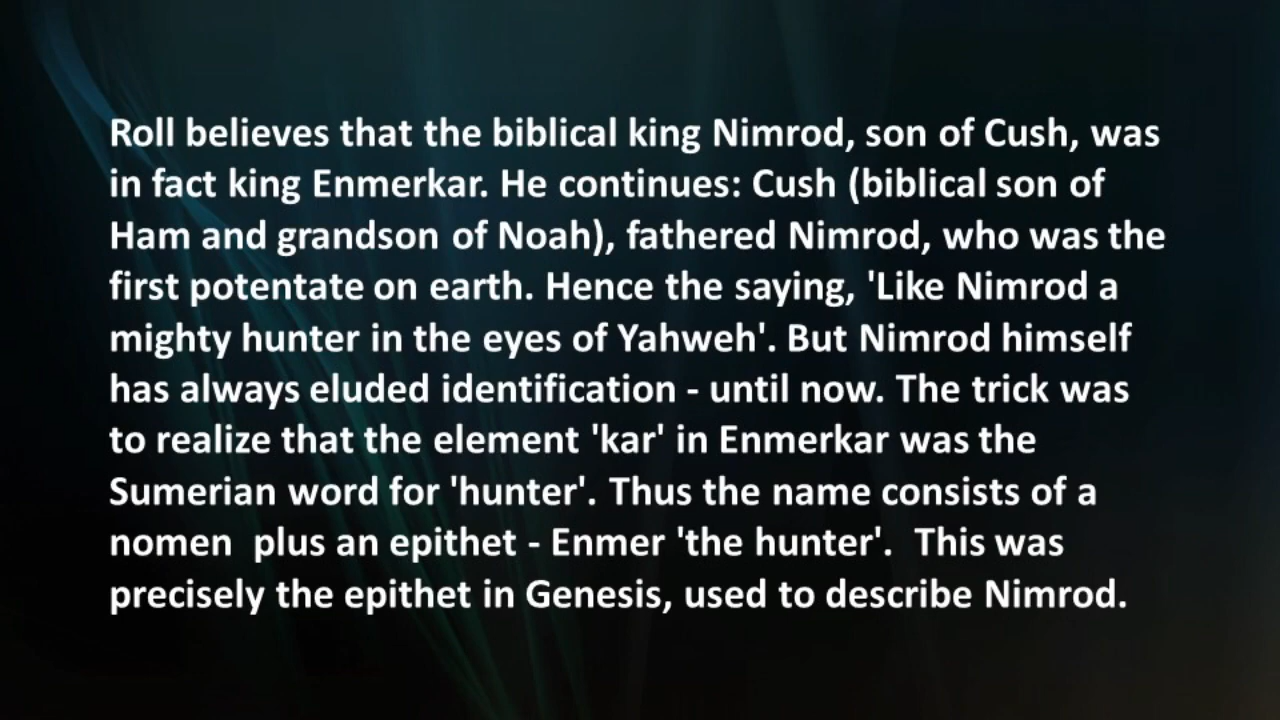 Roll believes that the biblical king Nimrod, son of Cush, was
in fact king Enmerkar. He continues: Cush (biblical son of
Ham and grandson of Noah), fathered Nimrod, who was the
first potentate on earth. Hence the saying, 'Like Nimrod a
mighty hunter in the eyes of Yahweh'. But Nimrod himself
has always eluded identification - until now. The trick was
to realize that the element 'kar' in Enmerkar was the
Sumerian word for 'hunter'. Thus the name consists of a
nomen  plus an epithet - Enmer 'the hunter'.  This was
precisely the epithet in Genesis, used to describe Nimrod.